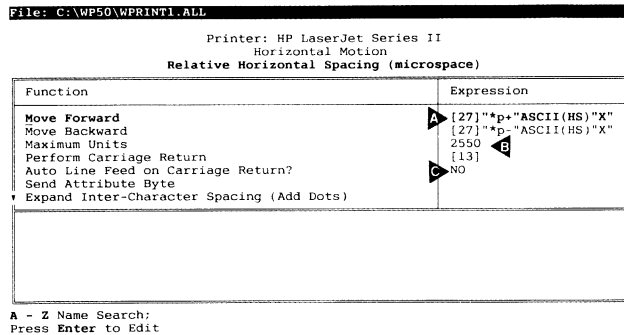 File: C:\WP50\WPRINT1.ALL
Printer: HP LaserJet Series II
Horizontal Motion
Relative Horizontal Spacing (microspace)
Function Expression
Move Forward A [27]"*p+"ASCII(HS)"X"
Move Backward [27]"*p-"ASCII(HS)"X"
Maximum Units 2550 B
Perform Carriage Return [13]
Auto Line Feed on Carriage Return? C NO
Send Attribute Byte
Expand Inter-Character Spacing (Add Dots)
A - Z Name Search;
Press Enter to Edit